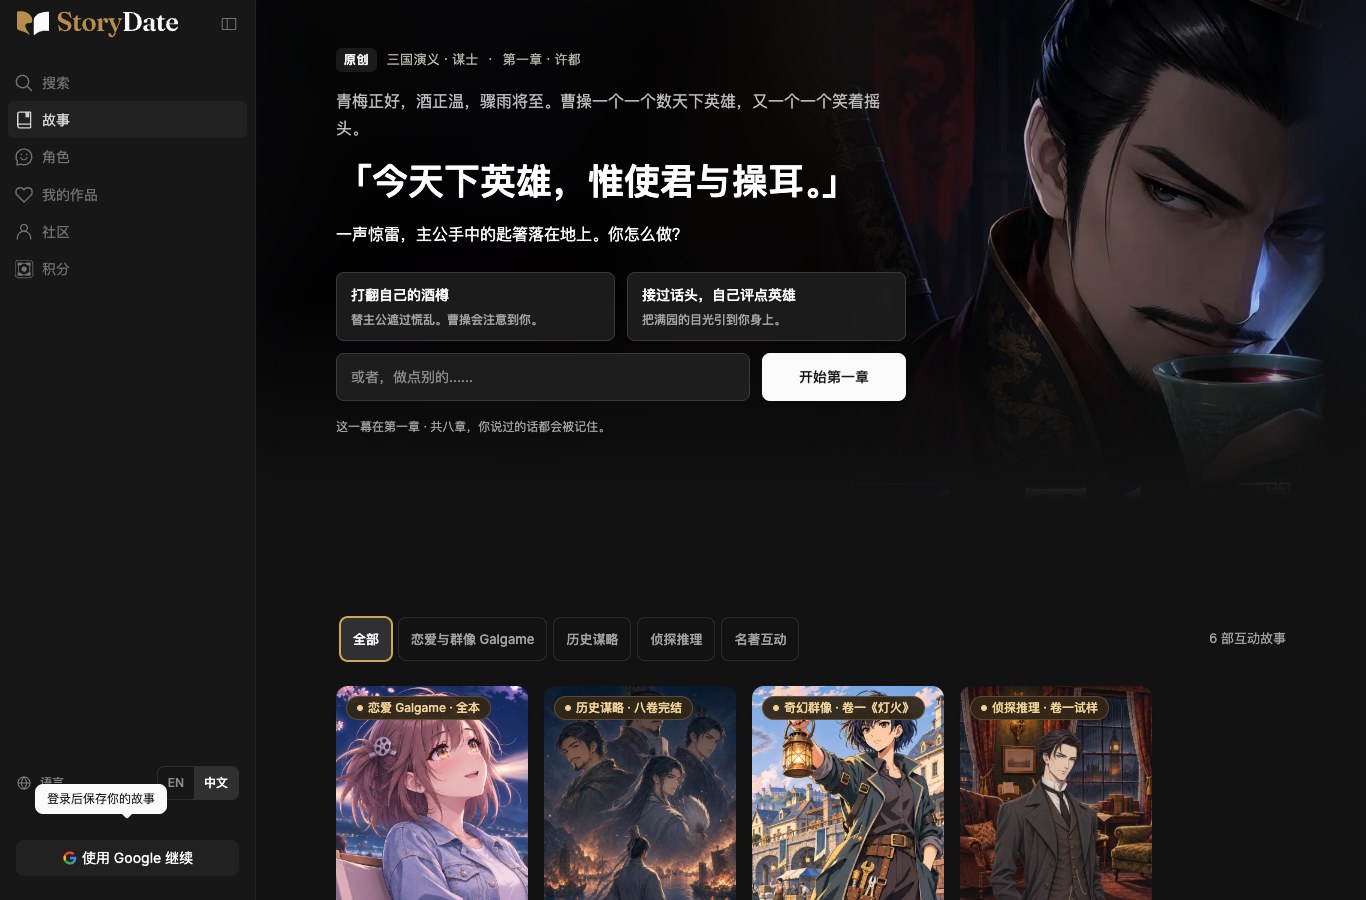 StoryDate
搜索
故事
角色
我的作品
社区
积分
语言
EN
中文
登录后保存你的故事
使用 Google 继续
原创
三国演义 · 谋士 · 第一章 · 许都
青梅正好，酒正温，骤雨将至。曹操一个一个数天下英雄，又一个一个笑着摇
头。
「今天下英雄，惟使君与操耳。」
一声惊雷，主公手中的匙箸落在地上。你怎么做？
打翻自己的酒樽
替主公遮过慌乱。曹操会注意到你。
接过话头，自己评点英雄
把满园的目光引到你身上。
或者，做点别的……
开始第一章
这一幕在第一章 · 共八章，你说过的话都会被记住。
全部
恋爱与群像 Galgame
历史谋略
侦探推理
名著互动
6 部互动故事
恋爱 Galgame · 全本
历史谋略 · 八卷完结
奇幻群像 · 卷一《灯火》
侦探推理 · 卷一试样